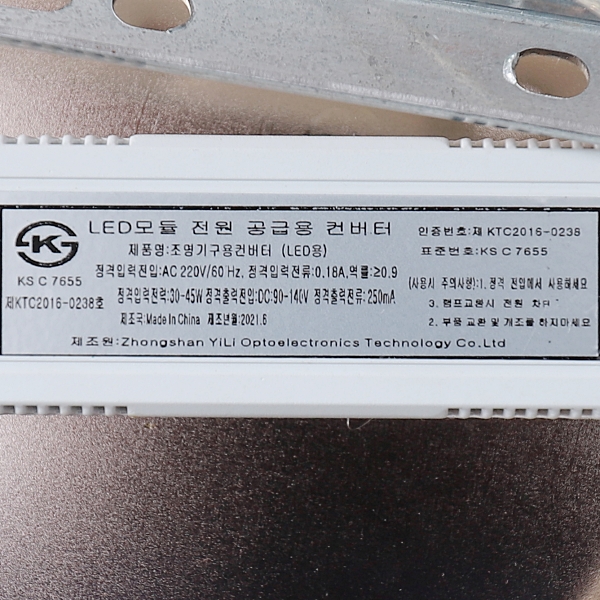 LED모듈 전원 공급용 컨버터
제품명:조명기구용컨버터 (LED용)
정격입력전입:AC 220V/60 Hz, 정격입력전류:0.18A,역률:≥0.9
정격입력전력:30-45W 정격출력전입:DC:90-140V 정격출력전류: 250mA
제조국:Made In China 제조년월:2021.6
제조원:Zhongshan YiLi Optoelectronics Technology Co.,Ltd
KS C 7655
제KTC2016-0238호
인증번호:제 KTC2016-0238
표준번호:KS C 7655
(사용시 주의사항):1. 정격 전입에서 사용하세요
3. 램프교원시 전원 차단
2. 부품 교환 및 개조를 하지마세요